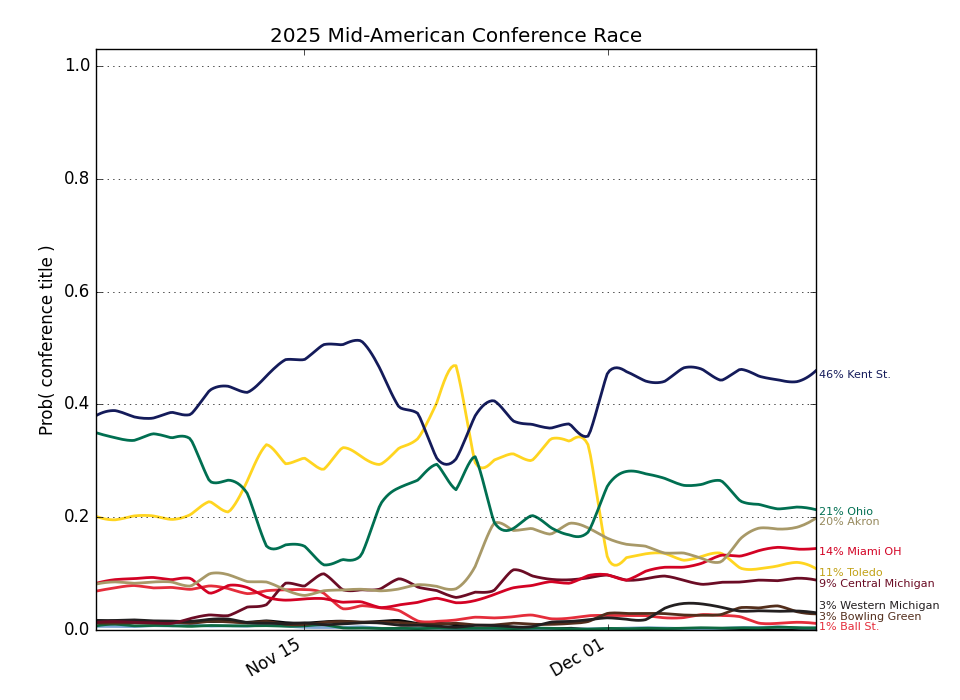 2025 Mid-American Conference Race
1.0
0.8
0.6
0.4
0.2
0.0
Prob( conference title )
Nov 15
Dec 01
46% Kent St.
21% Ohio
20% Akron
14% Miami OH
11% Toledo
9% Central Michigan
3% Western Michigan
3% Bowling Green
1% Ball St.